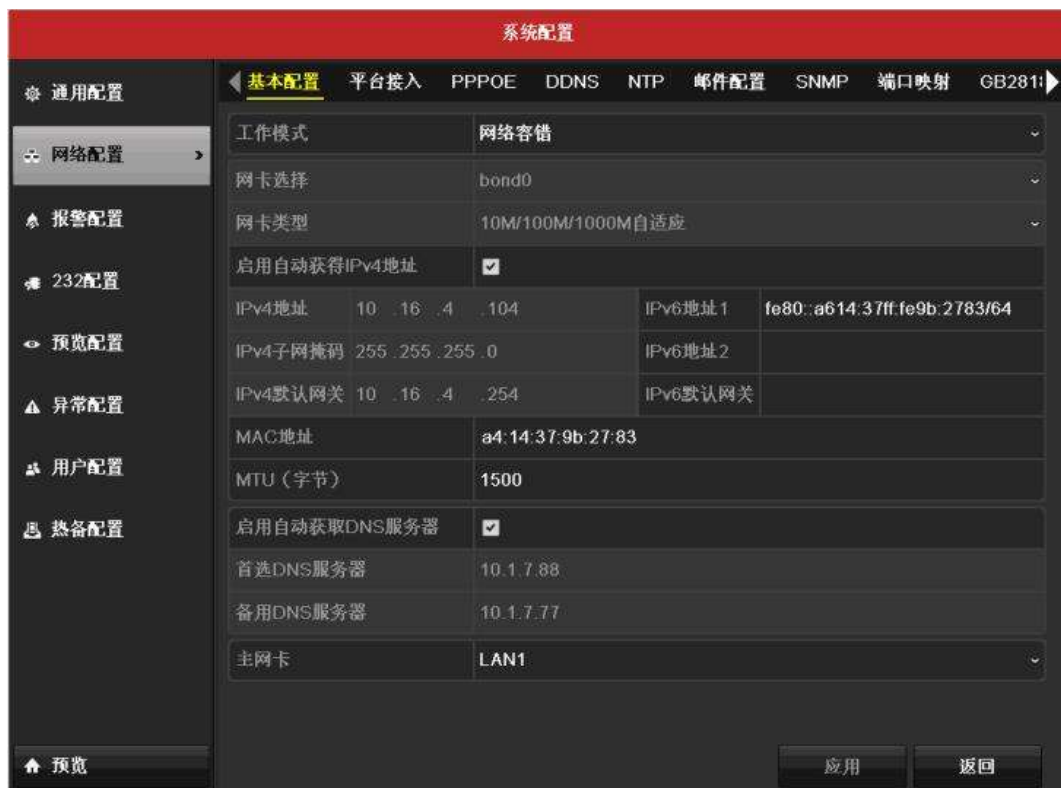 系统配置
通用配置
网络配置
报警配置
232配置
预览配置
异常配置
用户配置
热备配置
预览
基本配置 平台接入 PPPOE DDNS NTP 邮件配置 SNMP 端口映射 GB281
工作模式 网络容错
网卡选择 bond0
网卡类型 10M/100M/1000M自适应
启用自动获得IPv4地址
IPv4地址 10 .16 .4 .104 IPv6地址1 fe80::a614:37ff:fe9b:2783/64
IPv4子网掩码 255 .255 .255 .0 IPv6地址2
IPv4默认网关 10 .16 .4 .254 IPv6默认网关
MAC地址 a4:14:37:9b:27:83
MTU（字节） 1500
启用自动获取DNS服务器
首选DNS服务器 10.1.7.88
备用DNS服务器 10.1.7.77
主网卡 LAN1
应用 返回